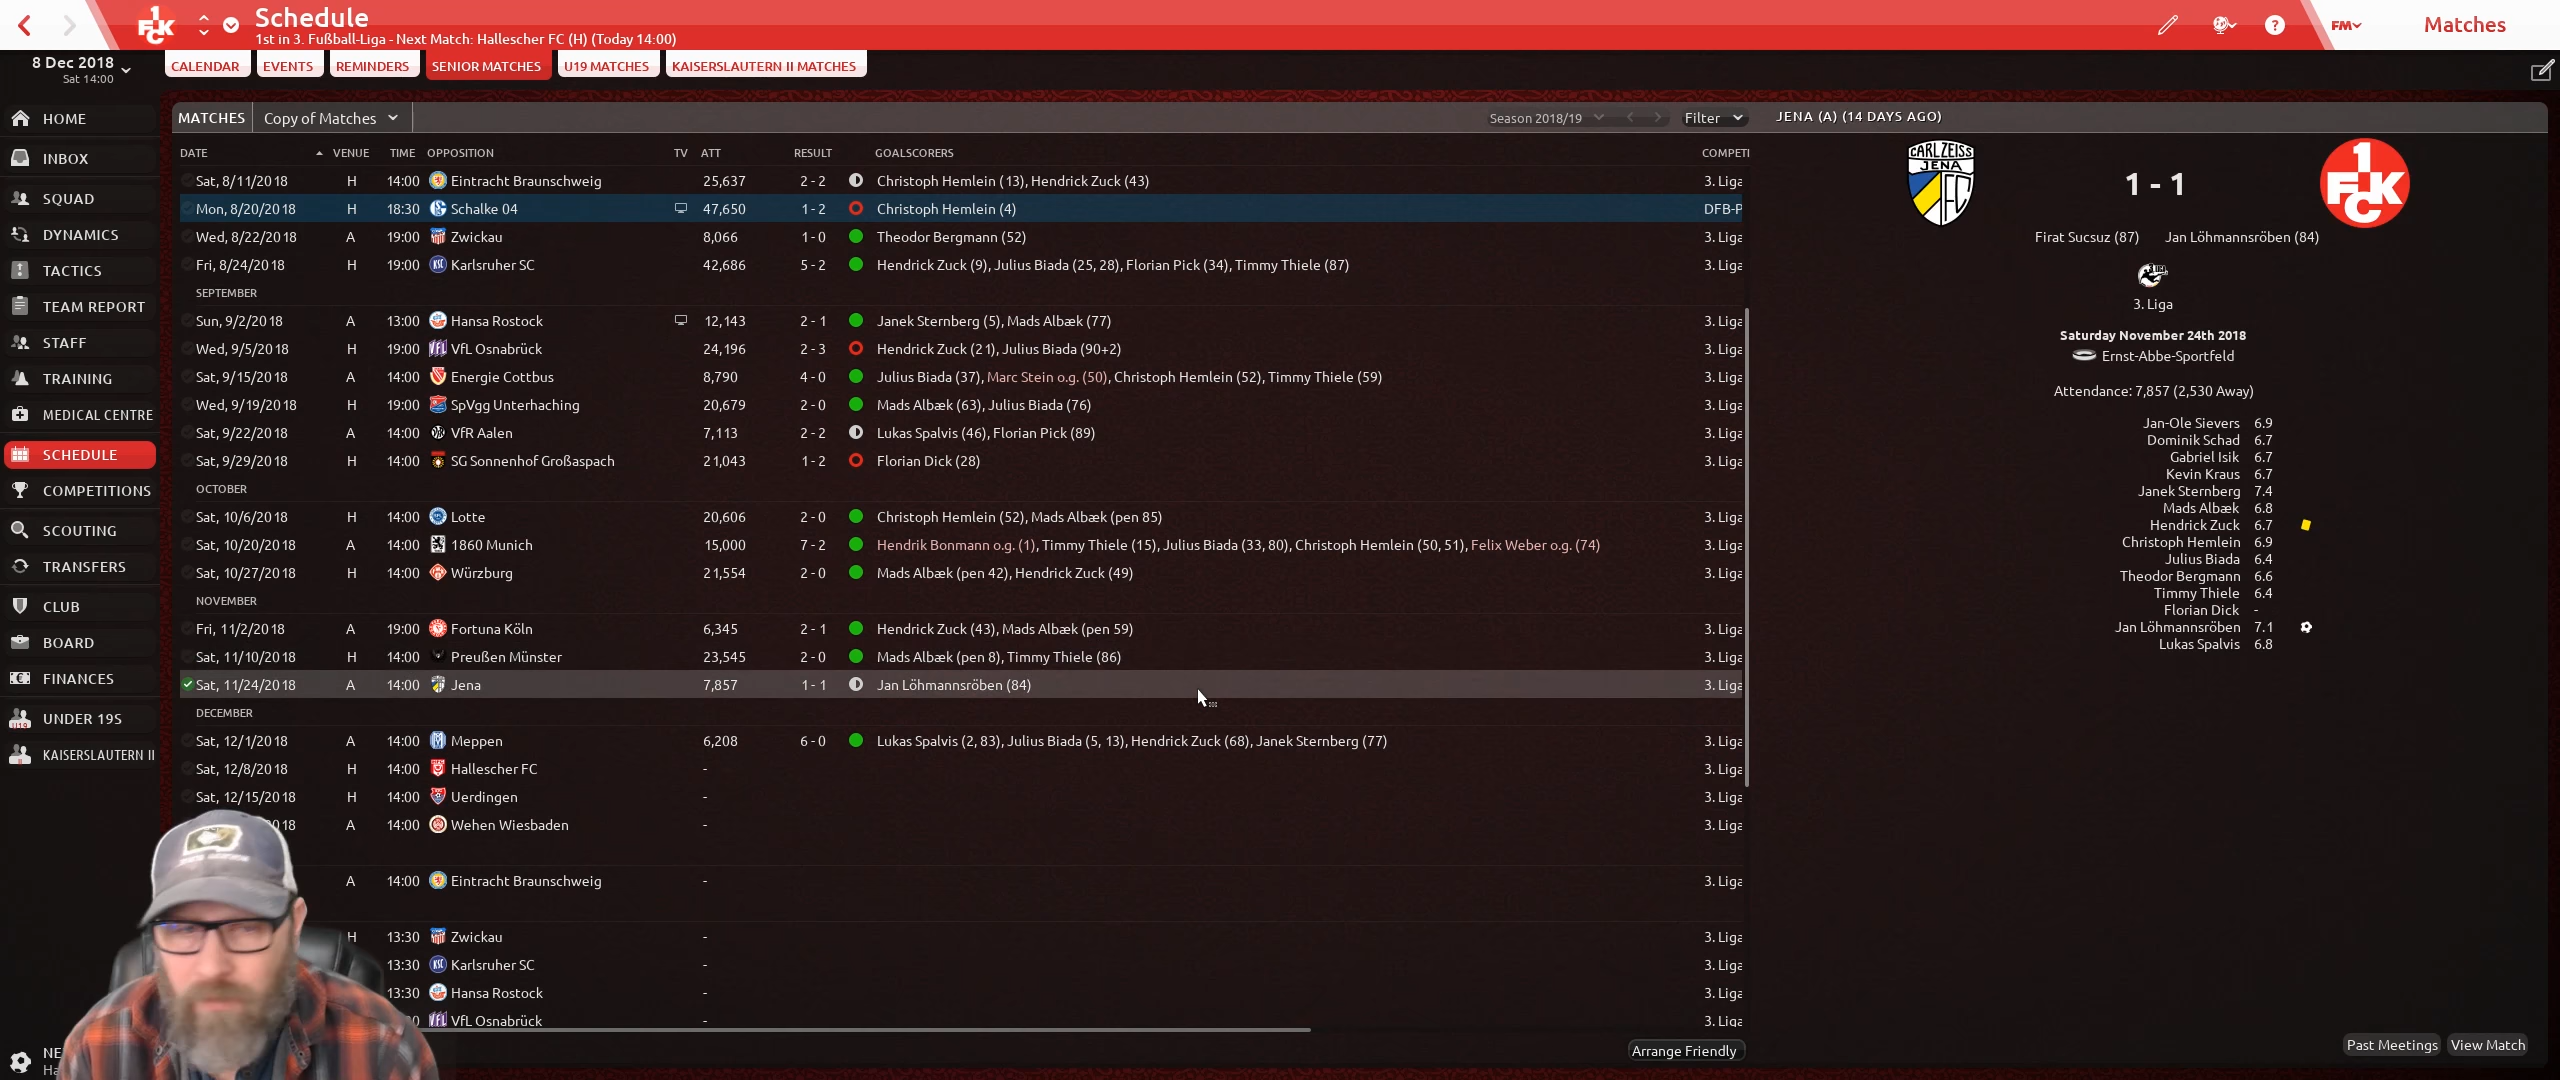 Schedule
1st in 3. Fußball-Liga - Next Match: Hallescher FC (H) (Today 14:00)
FM
Matches
8 Dec 2018
Sat 14:00
CALENDAR EVENTS REMINDERS SENIOR MATCHES U19 MATCHES KAISERSLAUTERN II MATCHES
HOME
INBOX
SQUAD
DYNAMICS
TACTICS
TEAM REPORT
STAFF
TRAINING
MEDICAL CENTRE
SCHEDULE
COMPETITIONS
SCOUTING
TRANSFERS
CLUB
BOARD
FINANCES
UNDER 19S
KAISERSLAUTERN II
MATCHES Copy of Matches Season 2018/19 Filter
DATE VENUE TIME OPPOSITION TV ATT RESULT GOALSCORERS COMPETI
Sat, 8/11/2018 H 14:00 Eintracht Braunschweig 25,637 2 - 2 Christoph Hemlein (13), Hendrick Zuck (43) 3. Liga
Mon, 8/20/2018 H 18:30 Schalke 04 47,650 1 - 2 Christoph Hemlein (4) DFB-P
Wed, 8/22/2018 A 19:00 Zwickau 8,066 1 - 0 Theodor Bergmann (52) 3. Liga
Fri, 8/24/2018 H 19:00 Karlsruher SC 42,686 5 - 2 Hendrick Zuck (9), Julius Biada (25, 28), Florian Pick (34), Timmy Thiele (87) 3. Liga
SEPTEMBER
Sun, 9/2/2018 A 13:00 Hansa Rostock 12,143 2 - 1 Janek Sternberg (5), Mads Albæk (77) 3. Liga
Wed, 9/5/2018 H 19:00 VfL Osnabrück 24,196 2 - 3 Hendrick Zuck (21), Julius Biada (90+2) 3. Liga
Sat, 9/15/2018 A 14:00 Energie Cottbus 8,790 4 - 0 Julius Biada (37), Marc Stein o.g. (50), Christoph Hemlein (52), Timmy Thiele (59) 3. Liga
Wed, 9/19/2018 H 19:00 SpVgg Unterhaching 20,679 2 - 0 Mads Albæk (63), Julius Biada (76) 3. Liga
Sat, 9/22/2018 A 14:00 VfR Aalen 7,113 2 - 2 Lukas Spalvis (46), Florian Pick (89) 3. Liga
Sat, 9/29/2018 H 14:00 SG Sonnenhof Großaspach 21,043 1 - 2 Florian Dick (28) 3. Liga
OCTOBER
Sat, 10/6/2018 H 14:00 Lotte 20,606 2 - 0 Christoph Hemlein (52), Mads Albæk (pen 85) 3. Liga
Sat, 10/20/2018 A 14:00 1860 Munich 15,000 7 - 2 Hendrik Bonmann o.g. (1), Timmy Thiele (15), Julius Biada (33, 80), Christoph Hemlein (50, 51), Felix Weber o.g. (74) 3. Liga
Sat, 10/27/2018 H 14:00 Würzburg 21,554 2 - 0 Mads Albæk (pen 42), Hendrick Zuck (49) 3. Liga
NOVEMBER
Fri, 11/2/2018 A 19:00 Fortuna Köln 6,345 2 - 1 Hendrick Zuck (43), Mads Albæk (pen 59) 3. Liga
Sat, 11/10/2018 H 14:00 Preußen Münster 23,545 2 - 0 Mads Albæk (pen 8), Timmy Thiele (86) 3. Liga
Sat, 11/24/2018 A 14:00 Jena 7,857 1 - 1 Jan Löhmannsröben (84) 3. Liga
DECEMBER
Sat, 12/1/2018 A 14:00 Meppen 6,208 6 - 0 Lukas Spalvis (2, 83), Julius Biada (5, 13), Hendrick Zuck (68), Janek Sternberg (77) 3. Liga
Sat, 12/8/2018 H 14:00 Hallescher FC - 3. Liga
Sat, 12/15/2018 H 14:00 Uerdingen - 3. Liga
018 A 14:00 Wehen Wiesbaden - 3. Liga
A 14:00 Eintracht Braunschweig - 3. Liga
H 13:30 Zwickau - 3. Liga
13:30 Karlsruher SC - 3. Liga
13:30 Hansa Rostock - 3. Liga
VfL Osnabrück - 3. Liga
Arrange Friendly
JENA (A) (14 DAYS AGO)
CARL ZEISS
JENA
FC
1 - 1
1
FCK
Firat Sucsuz (87) Jan Löhmannsröben (84)
3. Liga
Saturday November 24th 2018
Ernst-Abbe-Sportfeld
Attendance: 7,857 (2,530 Away)
Jan-Ole Sievers 6.9
Dominik Schad 6.7
Gabriel Isik 6.7
Kevin Kraus 6.7
Janek Sternberg 7.4
Mads Albæk 6.8
Hendrick Zuck 6.7
Christoph Hemlein 6.9
Julius Biada 6.4
Theodor Bergmann 6.6
Timmy Thiele 6.4
Florian Dick -
Jan Löhmannsröben 7.1
Lukas Spalvis 6.8
Past Meetings View Match
NE
Ha